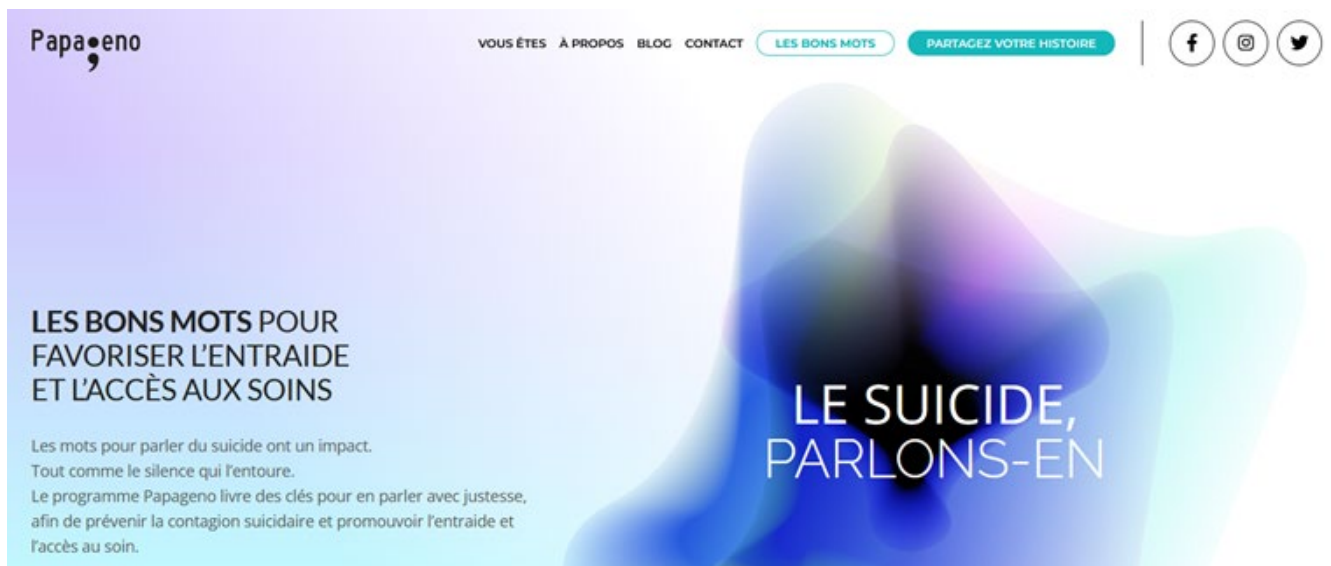 Papageno
VOUS ÊTES À PROPOS BLOG CONTACT LES BONS MOTS PARTAGEZ VOTRE HISTOIRE
LES BONS MOTS POUR
FAVORISER L'ENTRAIDE
ET L'ACCÈS AUX SOINS
Les mots pour parler du suicide ont un impact.
Tout comme le silence qui l'entoure.
Le programme Papageno livre des clés pour en parler avec justesse,
afin de prévenir la contagion suicidaire et promouvoir l'entraide et
l'accès au soin.
LE SUICIDE,
PARLONS-EN